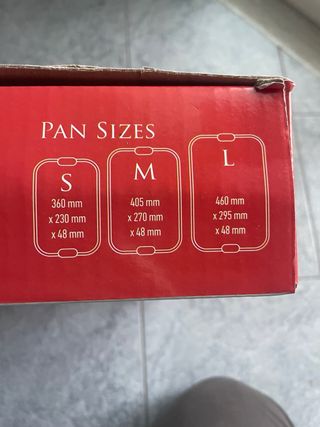 PAN SIZES
S
360 mm
x 230 mm
x 48 mm
M
405 mm
x 270 mm
x 48 mm
L
460 mm
x 295 mm
x 48 mm